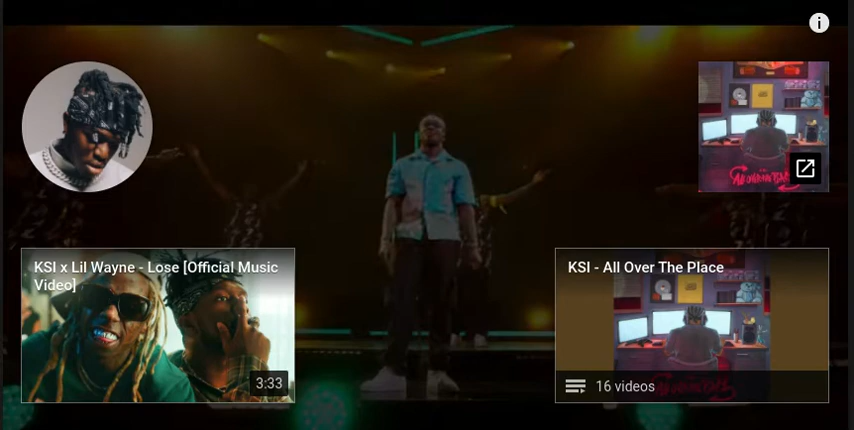 KSI x Lil Wayne - Lose [Official Music
Video]
3:33
KSI - All Over The Place
16 videos